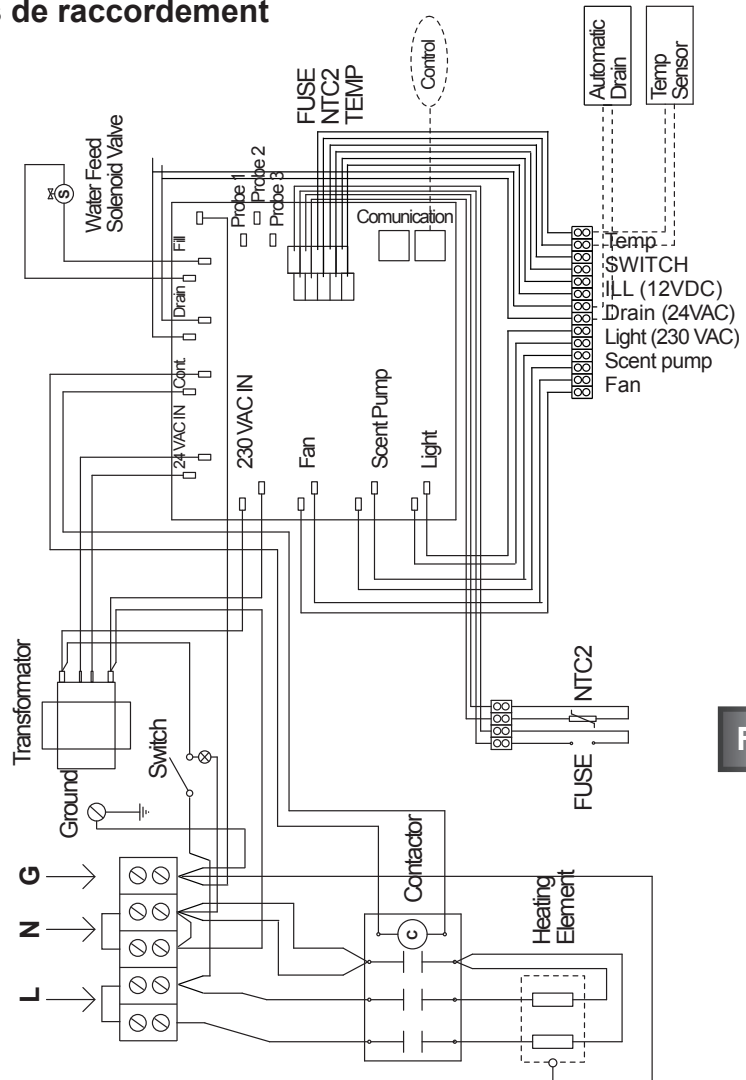 de raccordement
Automatic
Drain
Temp
Sensor
Control
FUSE
NTC2
TEMP
Water Feed
Solenoid Valve
S
Probe 1
Probe 2
Probe 3
Comunication
Fill
Drain
Cont.
24 VAC IN
230 VAC IN
Fan
Scent Pump
Light
Temp
SWITCH
ILL (12VDC)
Drain (24VAC)
Light (230 VAC)
Scent pump
Fan
Transformator
Ground
Switch
NTC2
FUSE
G
N
L
Contactor
C
Heating
Element